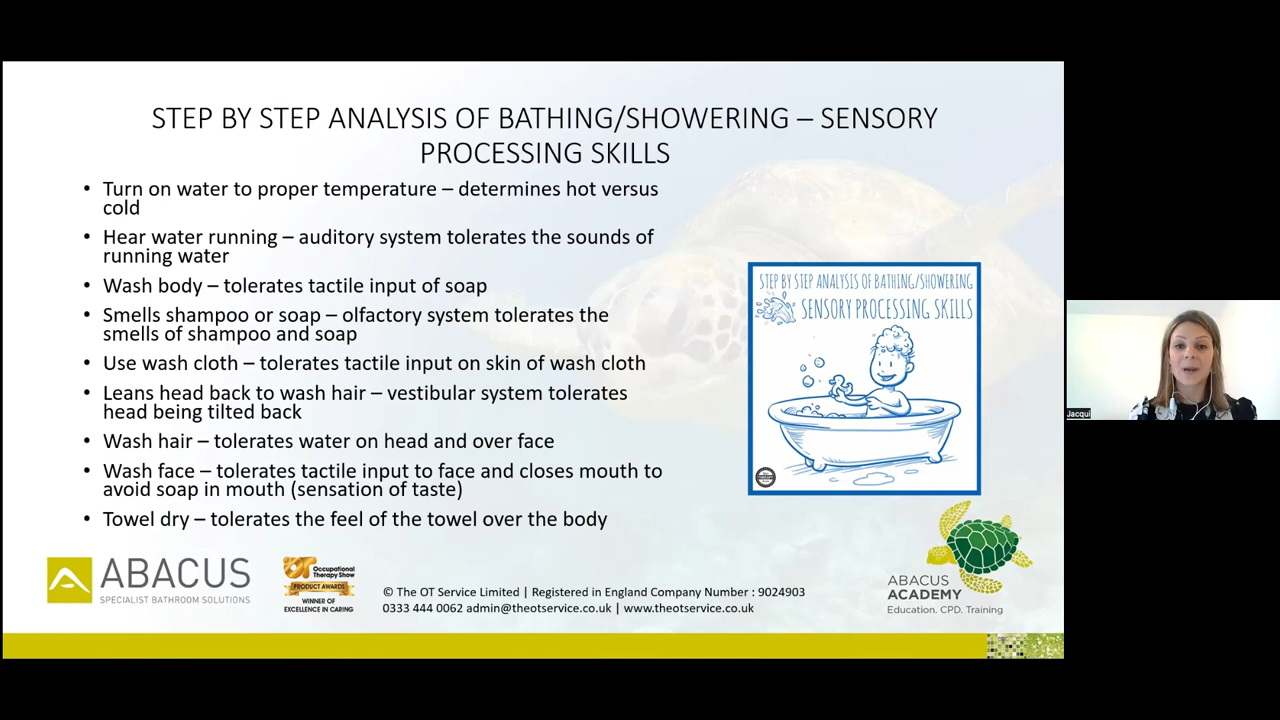 STEP BY STEP ANALYSIS OF BATHING/SHOWERING – SENSORY
PROCESSING SKILLS
• Turn on water to proper temperature – determines hot versus
cold
• Hear water running – auditory system tolerates the sounds of
running water
• Wash body – tolerates tactile input of soap
• Smells shampoo or soap – olfactory system tolerates the
smells of shampoo and soap
• Use wash cloth – tolerates tactile input on skin of wash cloth
• Leans head back to wash hair – vestibular system tolerates
head being tilted back
• Wash hair – tolerates water on head and over face
• Wash face – tolerates tactile input to face and closes mouth to
avoid soap in mouth (sensation of taste)
• Towel dry – tolerates the feel of the towel over the body
STEP BY STEP ANALYSIS OF BATHING/SHOWERING
SENSORY PROCESSING SKILLS
Jacqui
ABACUS
SPECIALIST BATHROOM SOLUTIONS
OT Occupational
Therapy Show
PRODUCT AWARDS
WINNER OF
EXCELLENCE IN CARING
© The OT Service Limited | Registered in England Company Number : 9024903
0333 444 0062 admin@theotservice.co.uk | www.theotservice.co.uk
ABACUS
ACADEMY
Education. CPD. Training